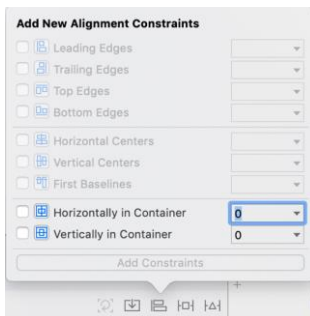 Add New Alignment Constraints
Leading Edges
Trailing Edges
Top Edges
Bottom Edges
Horizontal Centers
Vertical Centers
First Baselines
Horizontally in Container 0
Vertically in Container 0
Add Constraints